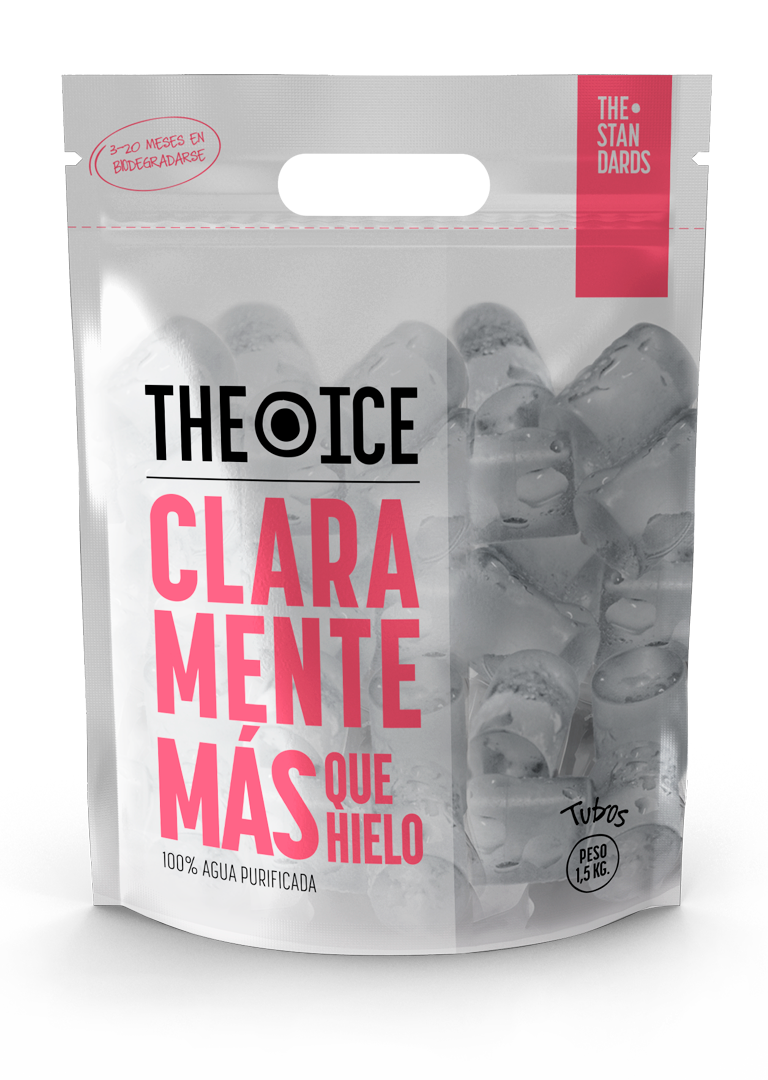 3-20 MESES EN
BIODEGRADARSE
THE•
STAN
DARDS
THE ICE
CLARA
MENTE
MÁS QUE
HIELO
100% AGUA PURIFICADA
Tubos
PESO
1,5 KG.